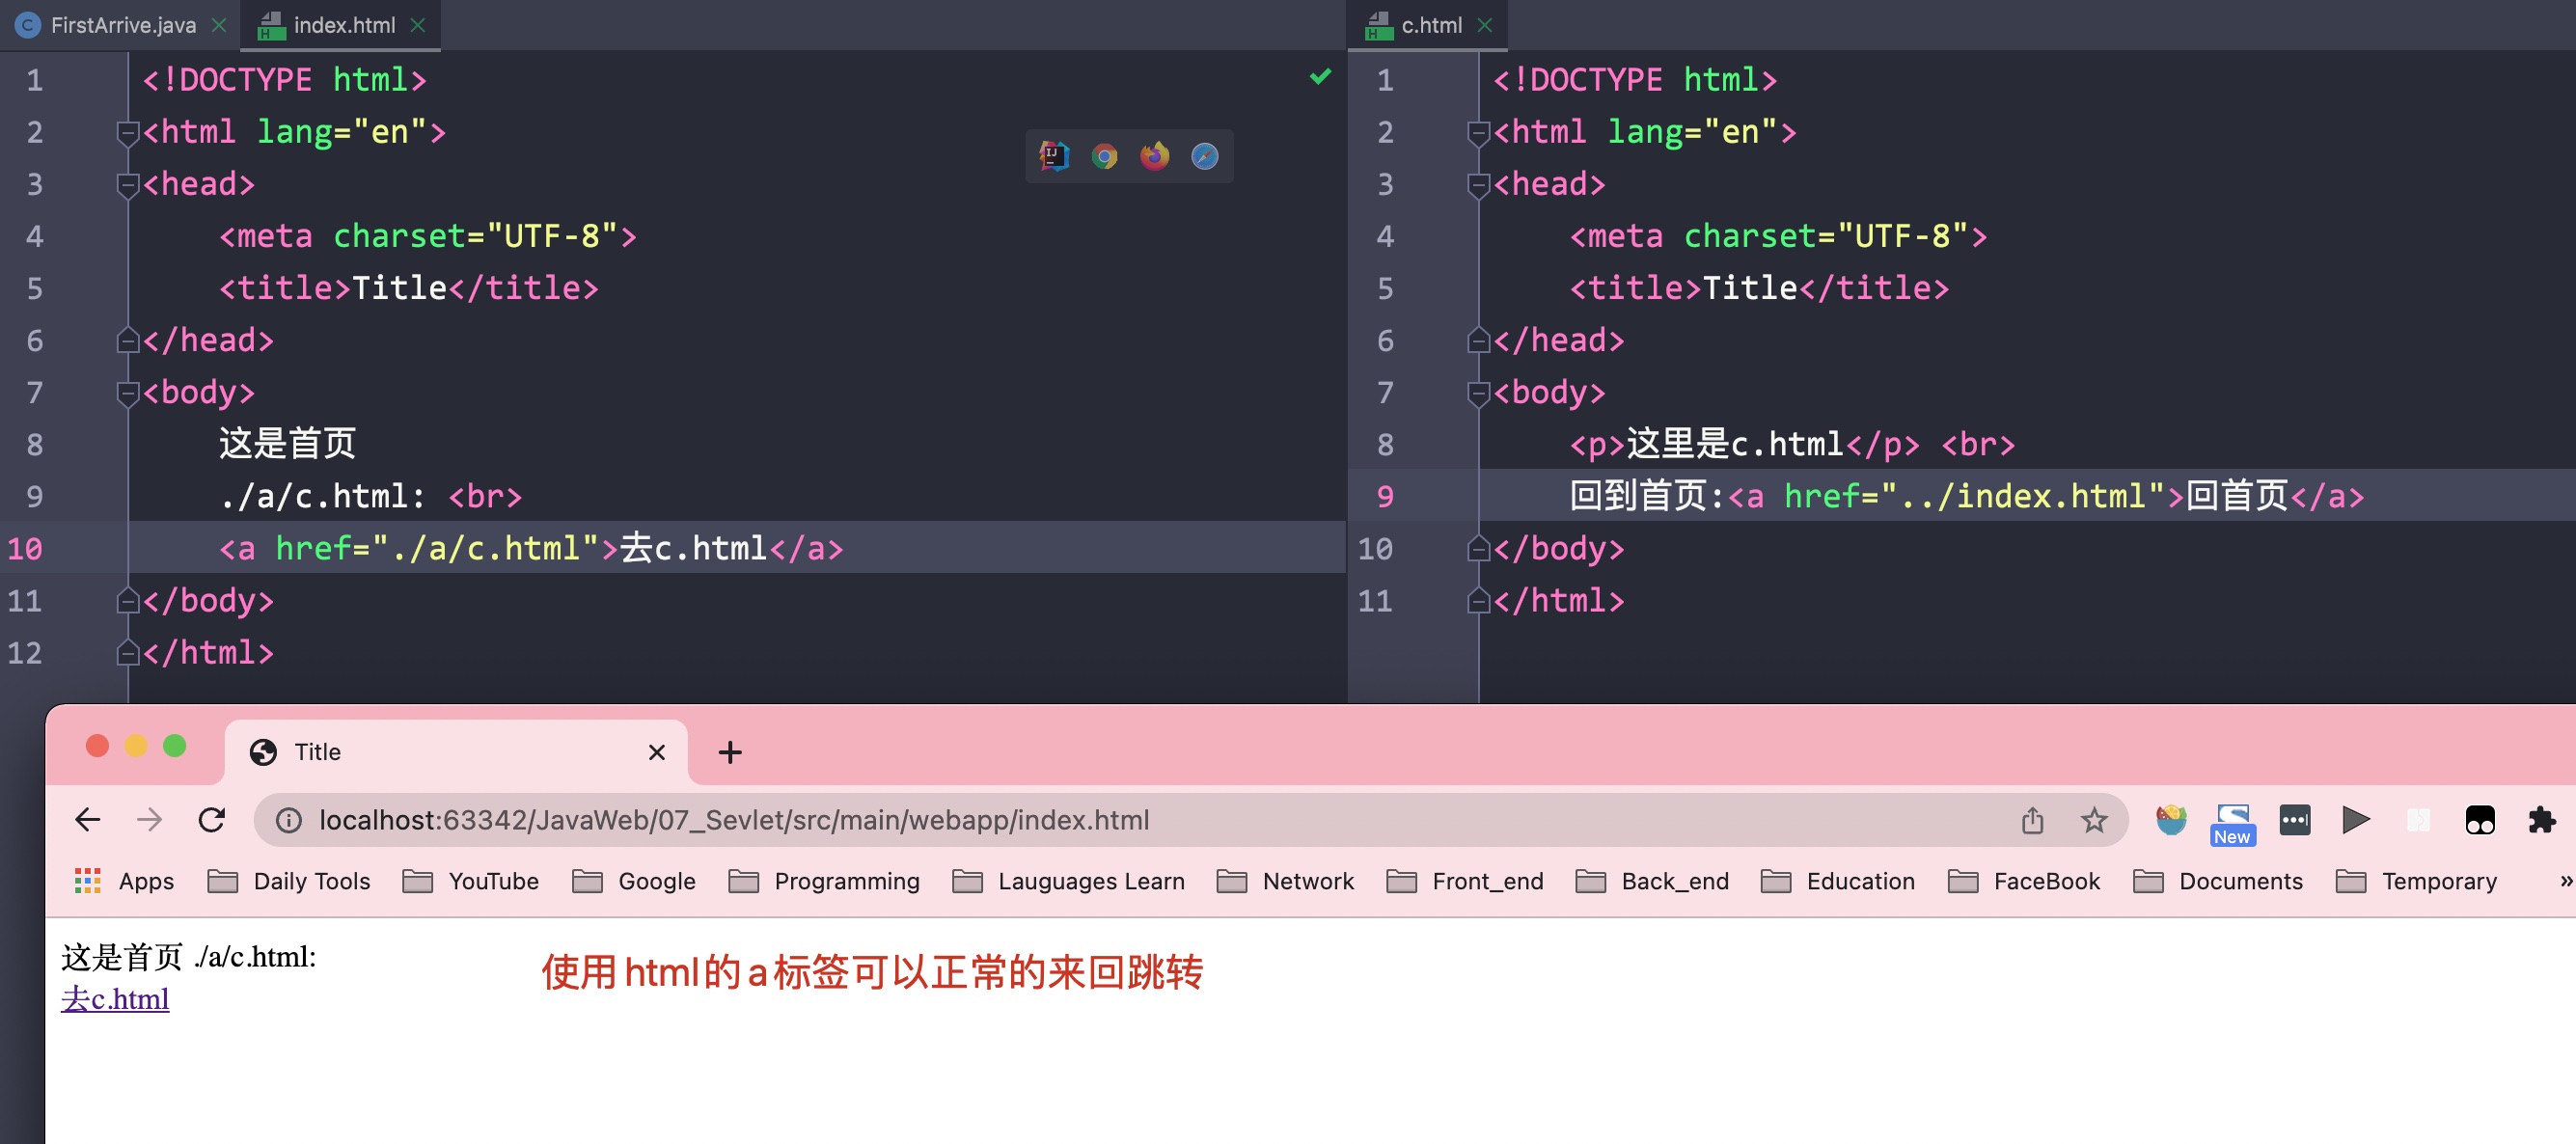 FirstArrive.java
index.html
1 <!DOCTYPE html>
2 <html lang="en">
3 <head>
4 <meta charset="UTF-8">
5 <title>Title</title>
6 </head>
7 <body>
8 这是首页
9 ./a/c.html: <br>
10 <a href="./a/c.html">去c.html</a>
11 </body>
12 </html>
c.html
1 <!DOCTYPE html>
2 <html lang="en">
3 <head>
4 <meta charset="UTF-8">
5 <title>Title</title>
6 </head>
7 <body>
8 <p>这里是c.html</p> <br>
9 回到首页:<a href="../index.html">回首页</a>
10 </body>
11 </html>
Title
localhost:63342/JavaWeb/07_Sevlet/src/main/webapp/index.html
New
Apps Daily Tools YouTube Google Programming Lauguages Learn Network Front_end Back_end Education FaceBook Documents Temporary »
这是首页 ./a/c.html:
去c.html
使用html的a标签可以正常的来回跳转